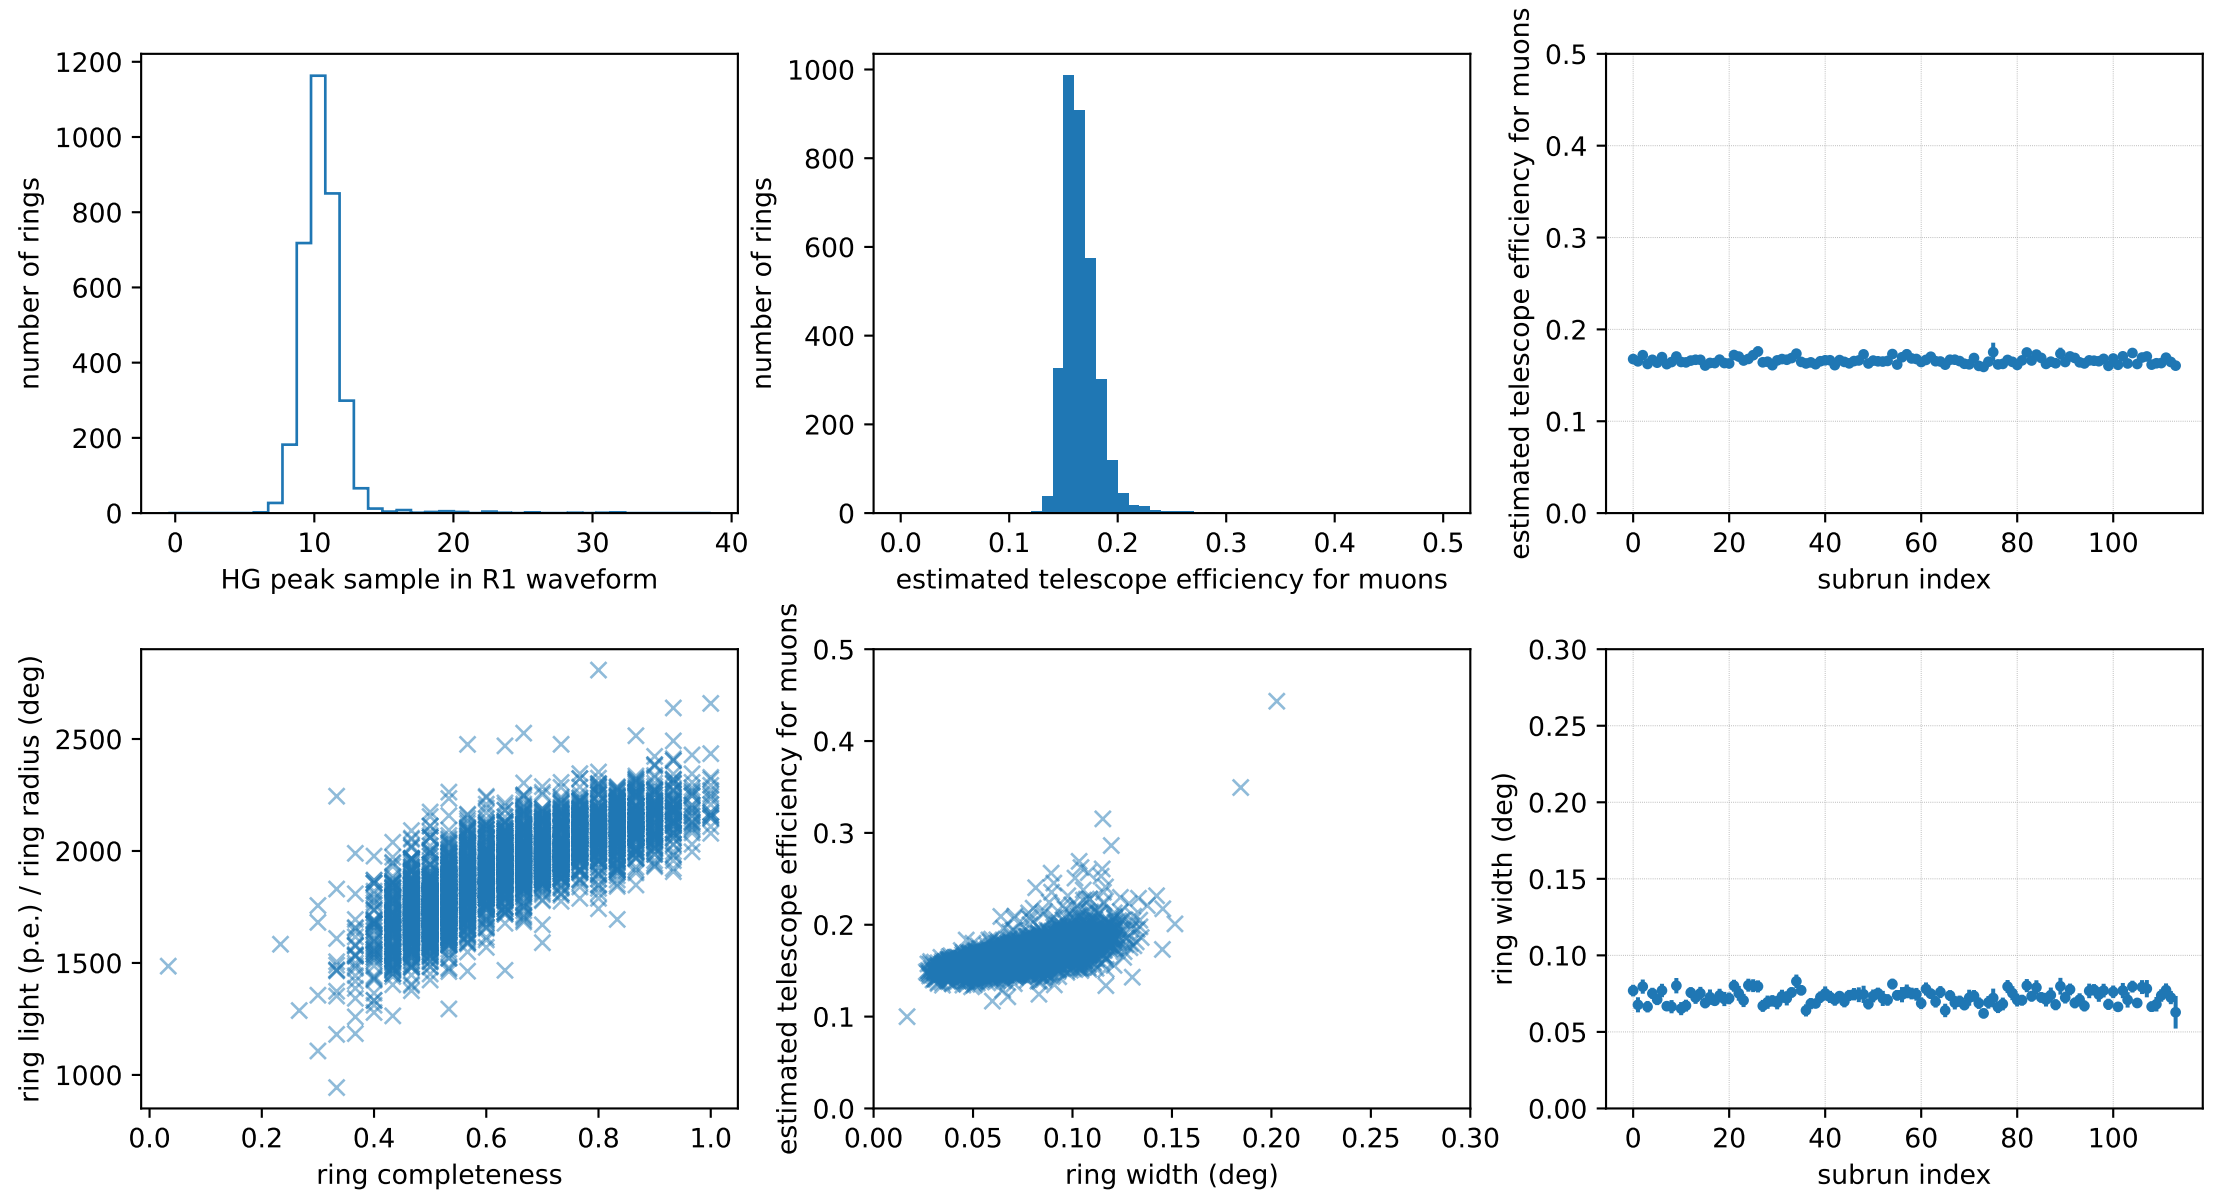 number of rings
1200
1000
800
600
400
200
0
0 10 20 30 40
HG peak sample in R1 waveform
number of rings
1000
800
600
400
200
0
0.0 0.1 0.2 0.3 0.4 0.5
estimated telescope efficiency for muons
estimated telescope efficiency for muons
0.5
0.4
0.3
0.2
0.1
0.0
0 20 40 60 80 100
subrun index
ring light (p.e.) / ring radius (deg)
2500
2000
1500
1000
0.0 0.2 0.4 0.6 0.8 1.0
ring completeness
estimated telescope efficiency for muons
0.5
0.4
0.3
0.2
0.1
0.0
0.00 0.05 0.10 0.15 0.20 0.25 0.30
ring width (deg)
ring width (deg)
0.30
0.25
0.20
0.15
0.10
0.05
0.00
0 20 40 60 80 100
subrun index